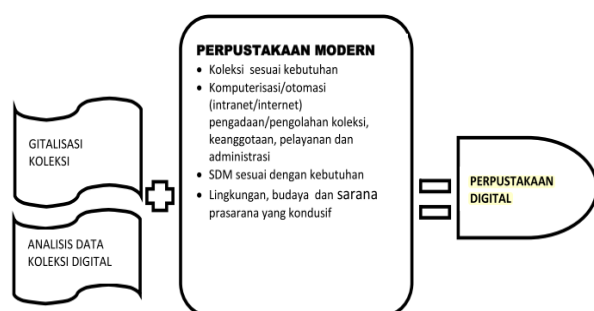 GITALISASI
KOLEKSI
ANALISIS DATA
KOLEKSI DIGITAL
PERPUSTAKAAN MODERN
• Koleksi sesuai kebutuhan
• Komputerisasi/otomasi
(intranet/internet)
pengadaan/pengolahan koleksi,
keanggotaan, pelayanan dan
administrasi
• SDM sesuai dengan kebutuhan
• Lingkungan, budaya dan sarana
prasarana yang kondusif
PERPUSTAKAAN
DIGITAL